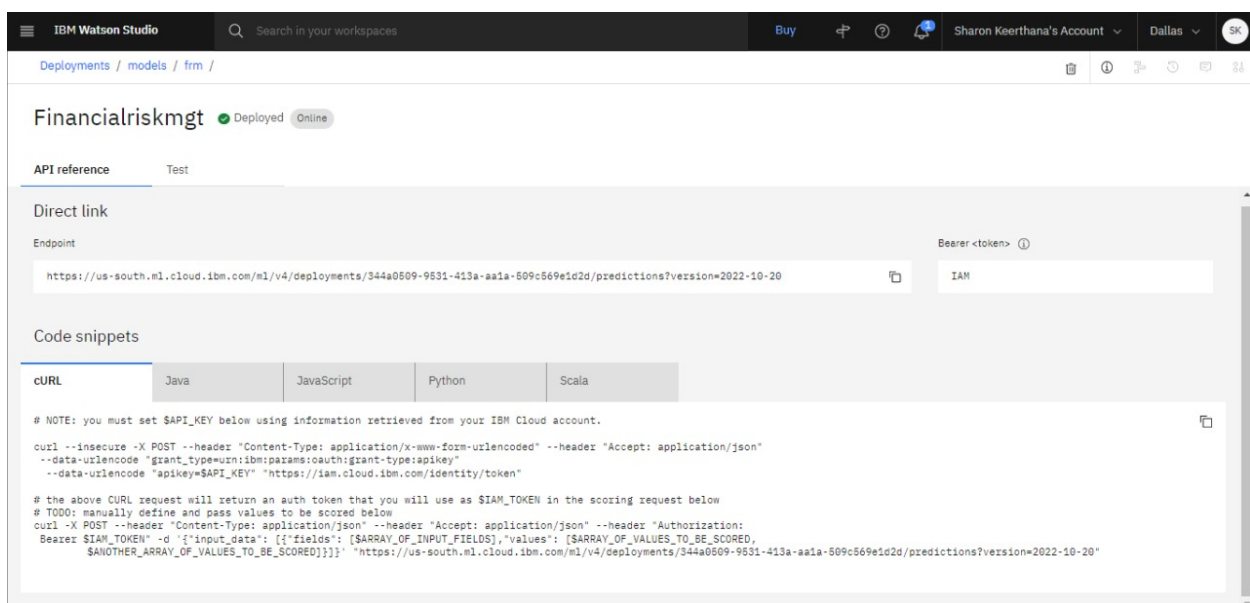 IBM Watson Studio
Search in your workspaces
Buy
1
Sharon Keerthana's Account
Dallas
SK
Deployments / models / frm /
Financialriskmgt Deployed Online
API reference
Test
Direct link
Endpoint
Bearer <token>
https://us-south.ml.cloud.ibm.com/ml/v4/deployments/344a0509-9531-413a-aa1a-509c569e1d2d/predictions?version=2022-10-20
IAM
Code snippets
cURL
Java
JavaScript
Python
Scala
# NOTE: you must set $API_KEY below using information retrieved from your IBM Cloud account.
curl --insecure -X POST --header "Content-Type: application/x-www-form-urlencoded" --header "Accept: application/json"
--data-urlencode "grant_type=urn:ibm:params:oauth:grant-type:apikey"
--data-urlencode "apikey=$API_KEY" "https://iam.cloud.ibm.com/identity/token"
# the above CURL request will return an auth token that you will use as $IAM_TOKEN in the scoring request below
# TODO: manually define and pass values to be scored below
curl -X POST --header "Content-Type: application/json" --header "Accept: application/json" --header "Authorization:
Bearer $IAM_TOKEN" -d '{"input_data": [{"fields": [$ARRAY_OF_INPUT_FIELDS],"values": [$ARRAY_OF_VALUES_TO_BE_SCORED,
$ANOTHER_ARRAY_OF_VALUES_TO_BE_SCORED]}]}' "https://us-south.ml.cloud.ibm.com/ml/v4/deployments/344a0509-9531-413a-aa1a-509c569e1d2d/predictions?version=2022-10-20"